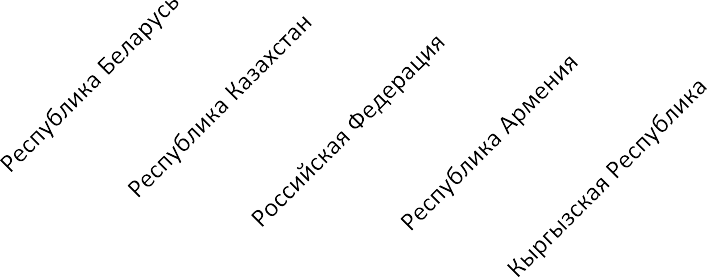 Республика Беларусь
Республика Казахстан
Российская Федерация
Республика Армения
Кыргызская Республика